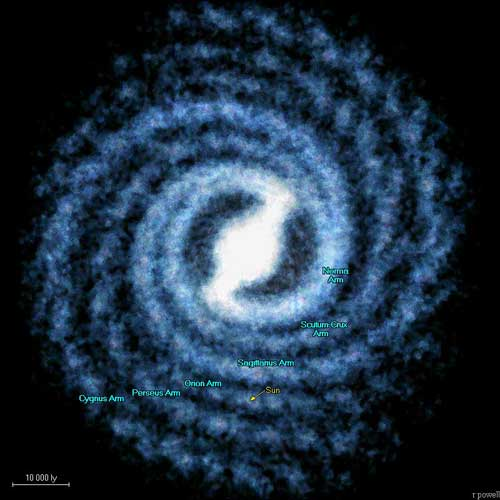 Norma
Arm
Scutum-Crux
Arm
Sagittarius Arm
Orion Arm
Sun
Perseus Arm
Cygnus Arm
10 000 ly
r powell